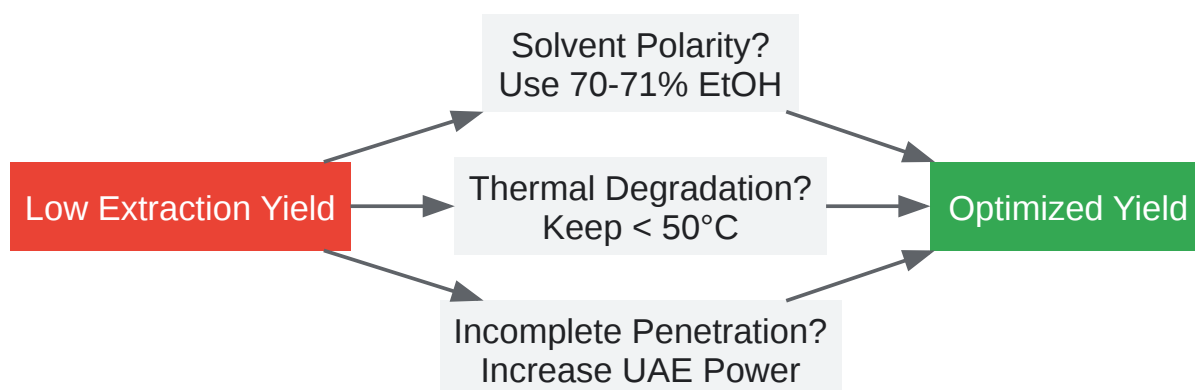 Solvent Polarity?
Use 70-71% EtOH
Low Extraction Yield
Thermal Degradation?
Keep < 50°C
Optimized Yield
Incomplete Penetration?
Increase UAE Power